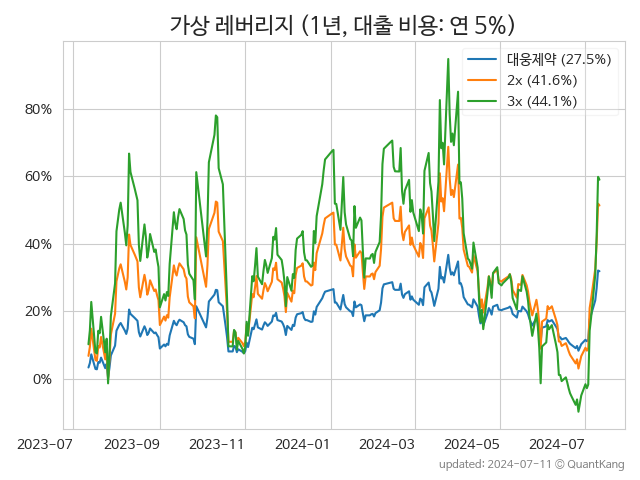 가상 레버리지 (1년, 대출 비용: 연 5%)
대웅제약 (27.5%)
2x (41.6%)
3x (44.1%)
80%
60%
40%
20%
0%
2023-07 2023-09 2023-11 2024-01 2024-03 2024-05 2024-07
updated: 2024-07-11 © QuantKang